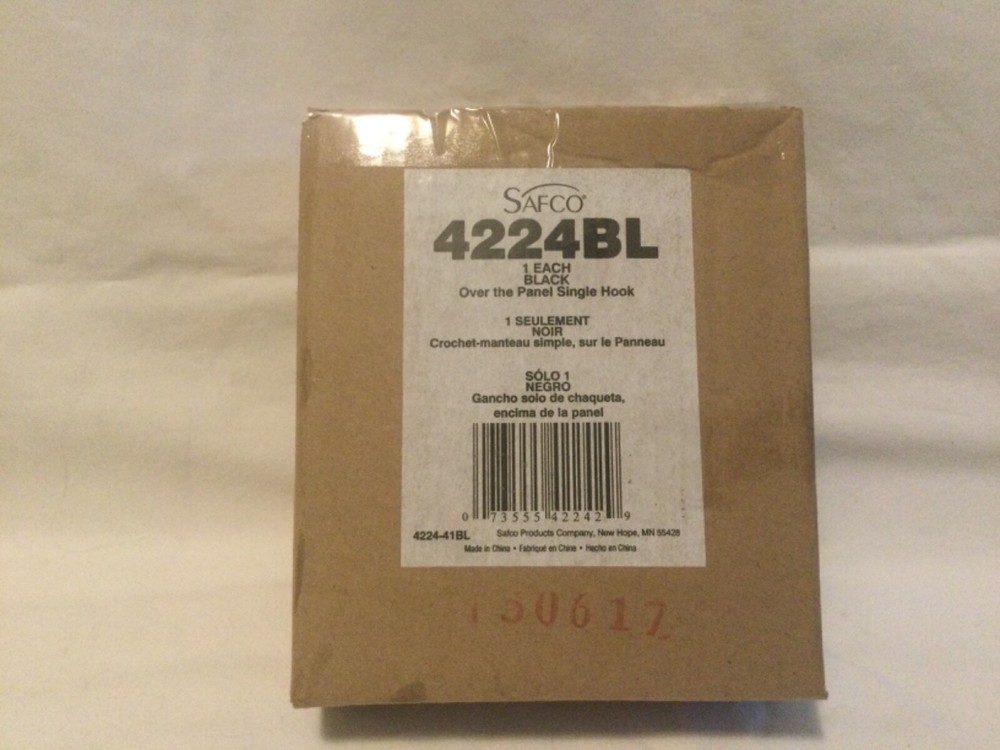 SAFCO®
4224BL
1 EACH
BLACK
Over the Panel Single Hook
1 SEULEMENT
NOIR
Crochet-manteau simple, sur le Panneau
SÓLO 1
NEGRO
Gancho solo de chaqueta,
encima de la panel
0 73555 42242 9
4224-41BL Safco Products Company, New Hope, MN 55428
Made in China • Fabriqué en Chine • Hecho en China
150617